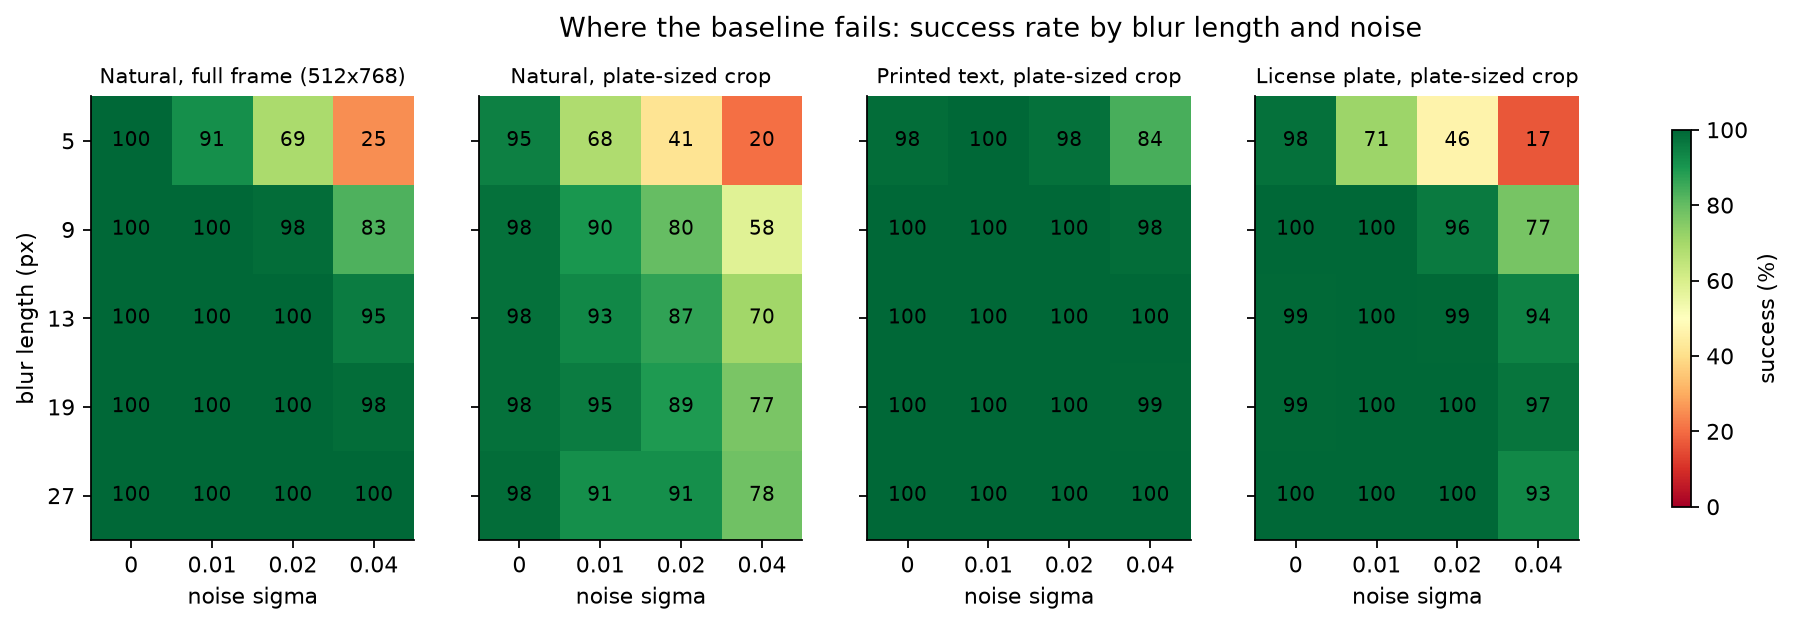 Where the baseline fails: success rate by blur length and noise
Natural, full frame (512x768)
Natural, plate-sized crop
Printed text, plate-sized crop
License plate, plate-sized crop
blur length (px)
5
100 91 69 25
95 68 41 20
98 100 98 84
98 71 46 17
9
100 100 98 83
98 90 80 58
100 100 100 98
100 100 96 77
13
100 100 100 95
98 93 87 70
100 100 100 100
99 100 99 94
19
100 100 100 98
98 95 89 77
100 100 100 99
99 100 100 97
27
100 100 100 100
98 91 91 78
100 100 100 100
100 100 100 93
0 0.01 0.02 0.04
0 0.01 0.02 0.04
0 0.01 0.02 0.04
0 0.01 0.02 0.04
noise sigma
noise sigma
noise sigma
noise sigma
100
80
60
40
20
0
success (%)